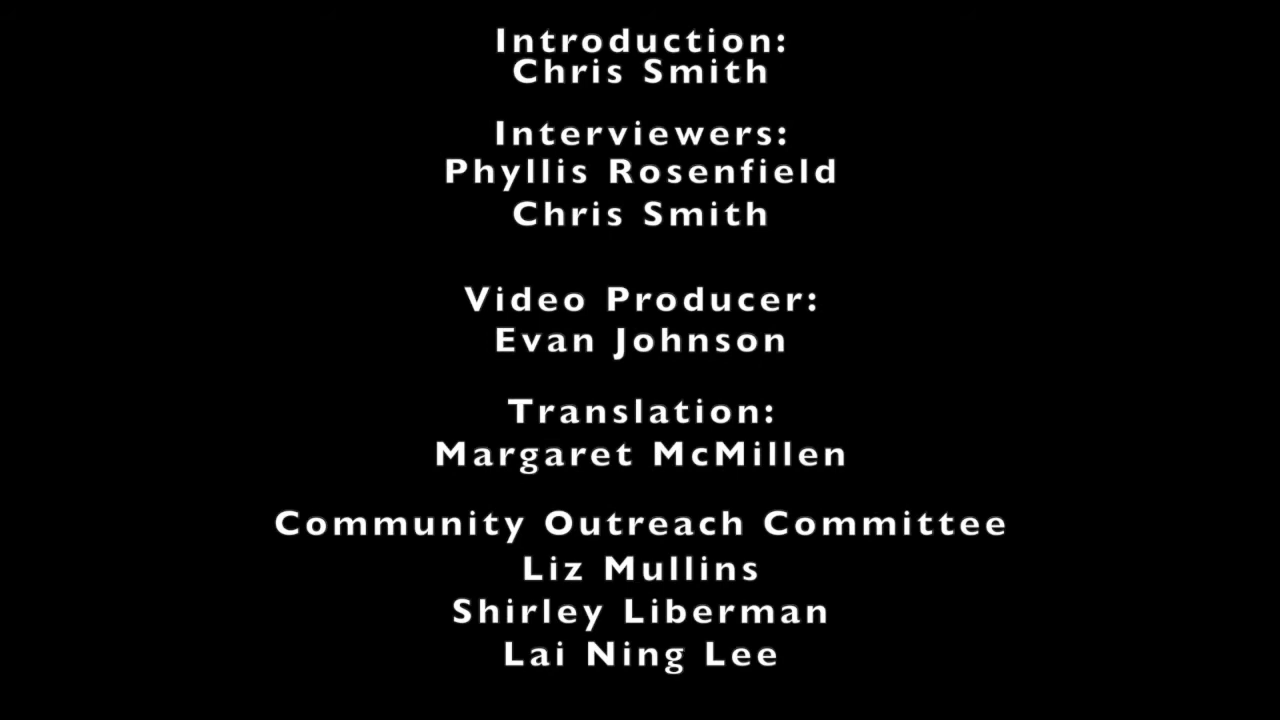 Introduction:
Chris Smith
Interviewers:
Phyllis Rosenfield
Chris Smith
Video Producer:
Evan Johnson
Translation:
Margaret McMillen
Community Outreach Committee
Liz Mullins
Shirley Liberman
Lai Ning Lee